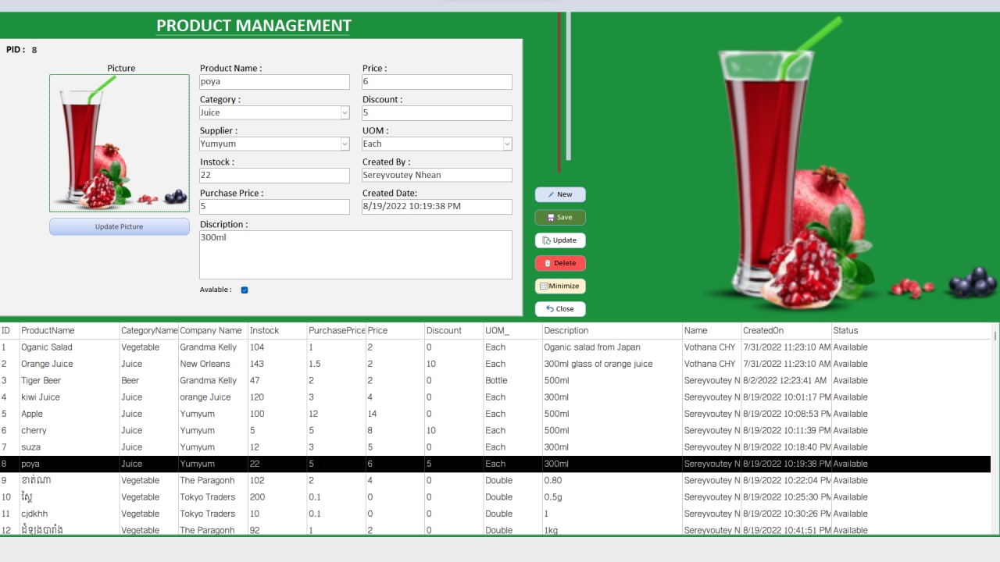 PRODUCT MANAGEMENT
PID : 8
Picture
Update Picture
Product Name :
poya
Price :
6
Category :
Juice
Discount :
5
Supplier :
Yumyum
UOM :
Each
Instock :
22
Created By :
Sereyvoutey Nhean
Purchase Price :
5
Created Date:
8/19/2022 10:19:38 PM
Discription :
300ml
Avalable :
New
Save
Update
Delete
Minimize
Close
ID ProductName CategoryName Company Name Instock PurchasePrice Price Discount UOM_ Description Name CreatedOn Status
1 Oganic Salad Vegetable Grandma Kelly 104 1 2 0 Each Oganic salad from Japan Vothana CHY 7/31/2022 11:23:10 AM Available
2 Orange Juice Juice New Orleans 143 1.5 2 10 Each 300ml glass of orange juice Vothana CHY 7/31/2022 11:23:10 AM Available
3 Tiger Beer Beer Grandma Kelly 47 2 2 0 Bottle 500ml Sereyvoutey N 8/2/2022 12:23:41 AM Available
4 kiwi Juice Juice orange Juice 120 3 4 0 Each 300ml Sereyvoutey N 8/19/2022 10:01:17 PM Available
5 Apple Juice Yumyum 100 12 14 0 Each 500ml Sereyvoutey N 8/19/2022 10:08:53 PM Available
6 cherry Juice Yumyum 5 5 8 10 Each 500ml Sereyvoutey N 8/19/2022 10:11:39 PM Available
7 suza Juice Yumyum 12 3 5 0 Each 300ml Sereyvoutey N 8/19/2022 10:18:40 PM Available
8 poya Juice Yumyum 22 5 6 5 Each 300ml Sereyvoutey N 8/19/2022 10:19:38 PM Available
9 ខាត់ណា Vegetable The Paragonh 102 2 4 0 Double 0.80 Sereyvoutey N 8/19/2022 10:22:04 PM Available
10 ស្ពៃ Vegetable Tokyo Traders 200 0.1 0 0 Double 0.5g Sereyvoutey N 8/19/2022 10:25:30 PM Available
11 cjdkhh Vegetable Tokyo Traders 10 0.1 0 0 Double 1 Sereyvoutey N 8/19/2022 10:30:26 PM Available
12 ដំឡូងបារាំង Vegetable The Paragonh 92 1 2 0 Double 1kg Sereyvoutey N 8/19/2022 10:41:51 PM Available